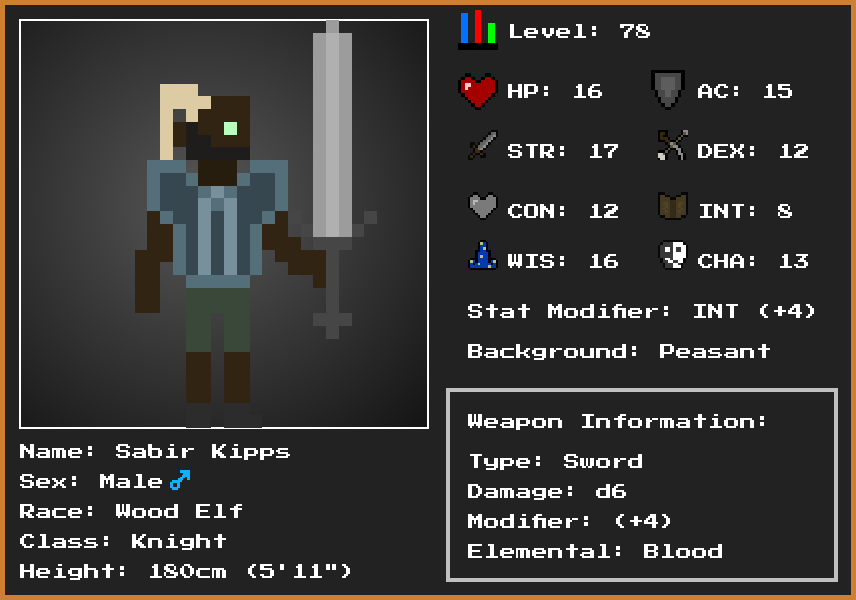 Level: 78
HP: 16 AC: 15
STR: 17 DEX: 12
CON: 12 INT: 8
WIS: 16 CHA: 13
Stat Modifier: INT (+4)
Background: Peasant
Weapon Information:
Type: Sword
Damage: d6
Modifier: (+4)
Elemental: Blood
Name: Sabir Kipps
Sex: Male ♂
Race: Wood Elf
Class: Knight
Height: 180cm (5'11")